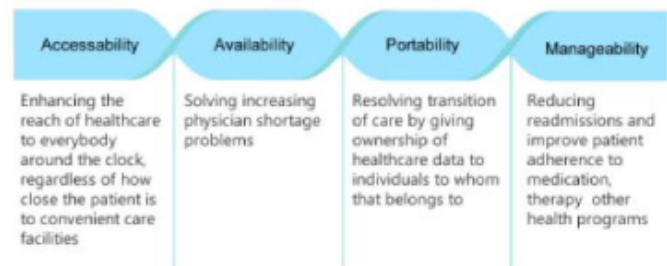 Accessability
Availability
Portability
Manageability
Enhancing the
reach of healthcare
to everybody
around the clock,
regardless of how
close the patient is
to convenient care
facilities
Solving increasing
physician shortage
problems
Resolving transition
of care by giving
ownership of
healthcare data to
individuals to whom
that belongs to
Reducing
readmissions and
improve patient
adherence to
medication,
therapy other
health programs